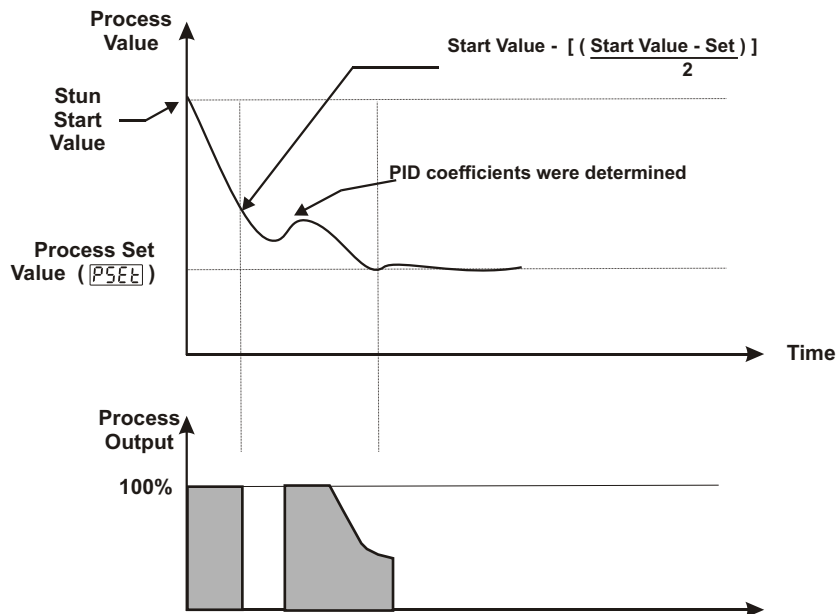 Process
Value
Start Value - [ ( Start Value - Set ) ]
2
Stun
Start
Value
PID coefficients were determined
Process Set
Value ( PSEt )
Time
Process
Output
100%